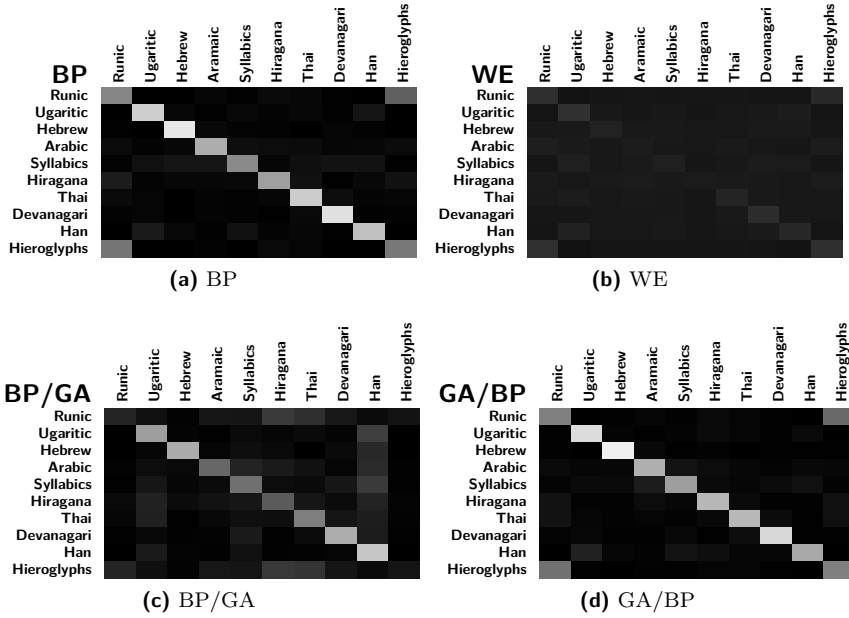 BP
Runic
Ugaritic
Hebrew
Aramaic
Syllabics
Hiragana
Thai
Devanagari
Han
Hieroglyphs
Runic
Ugaritic
Hebrew
Arabic
Syllabics
Hiragana
Thai
Devanagari
Han
Hieroglyphs
(a) BP
WE
Runic
Ugaritic
Hebrew
Aramaic
Syllabics
Hiragana
Thai
Devanagari
Han
Hieroglyphs
Runic
Ugaritic
Hebrew
Arabic
Syllabics
Hiragana
Thai
Devanagari
Han
Hieroglyphs
(b) WE
BP/GA
Runic
Ugaritic
Hebrew
Aramaic
Syllabics
Hiragana
Thai
Devanagari
Han
Hieroglyphs
Runic
Ugaritic
Hebrew
Arabic
Syllabics
Hiragana
Thai
Devanagari
Han
Hieroglyphs
(c) BP/GA
GA/BP
Runic
Ugaritic
Hebrew
Aramaic
Syllabics
Hiragana
Thai
Devanagari
Han
Hieroglyphs
Runic
Ugaritic
Hebrew
Arabic
Syllabics
Hiragana
Thai
Devanagari
Han
Hieroglyphs
(d) GA/BP